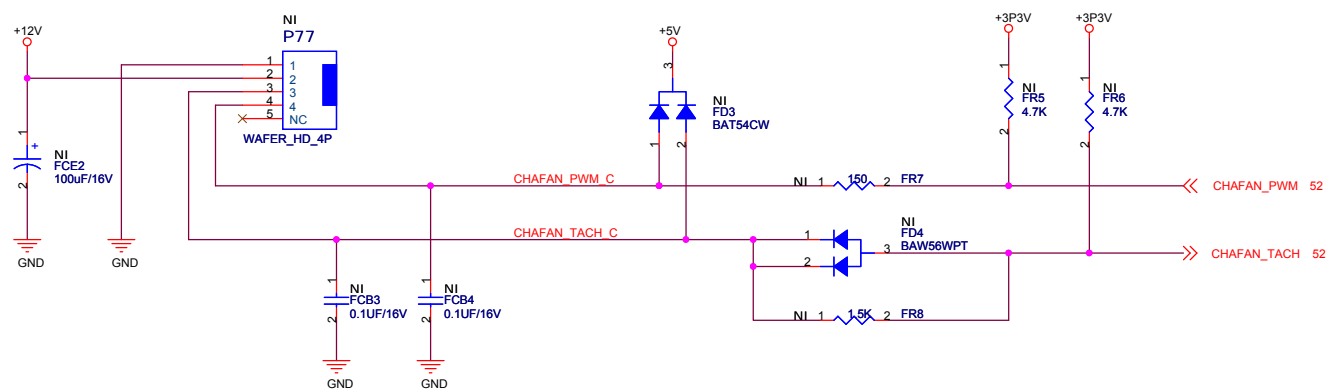 +12V
NI
P77
1 1
2 2
3 3
4 4
5 NC
WAFER_HD_4P
1
+
NI
FCE2
100uF/16V
2
GND
GND
+5V
3
NI
FD3
BAT54CW
1 2
+3P3V
1
NI
FR5
4.7K
2
+3P3V
1
NI
FR6
4.7K
2
CHAFAN_PWM_C
NI 1 150 2 FR7
CHAFAN_PWM 52
CHAFAN_TACH_C
NI
FD4
BAW56WPT
1
2
3
CHAFAN_TACH 52
NI 1 1.5K 2 FR8
1
NI
FCB3
0.1UF/16V
2
GND
1
NI
FCB4
0.1UF/16V
2
GND